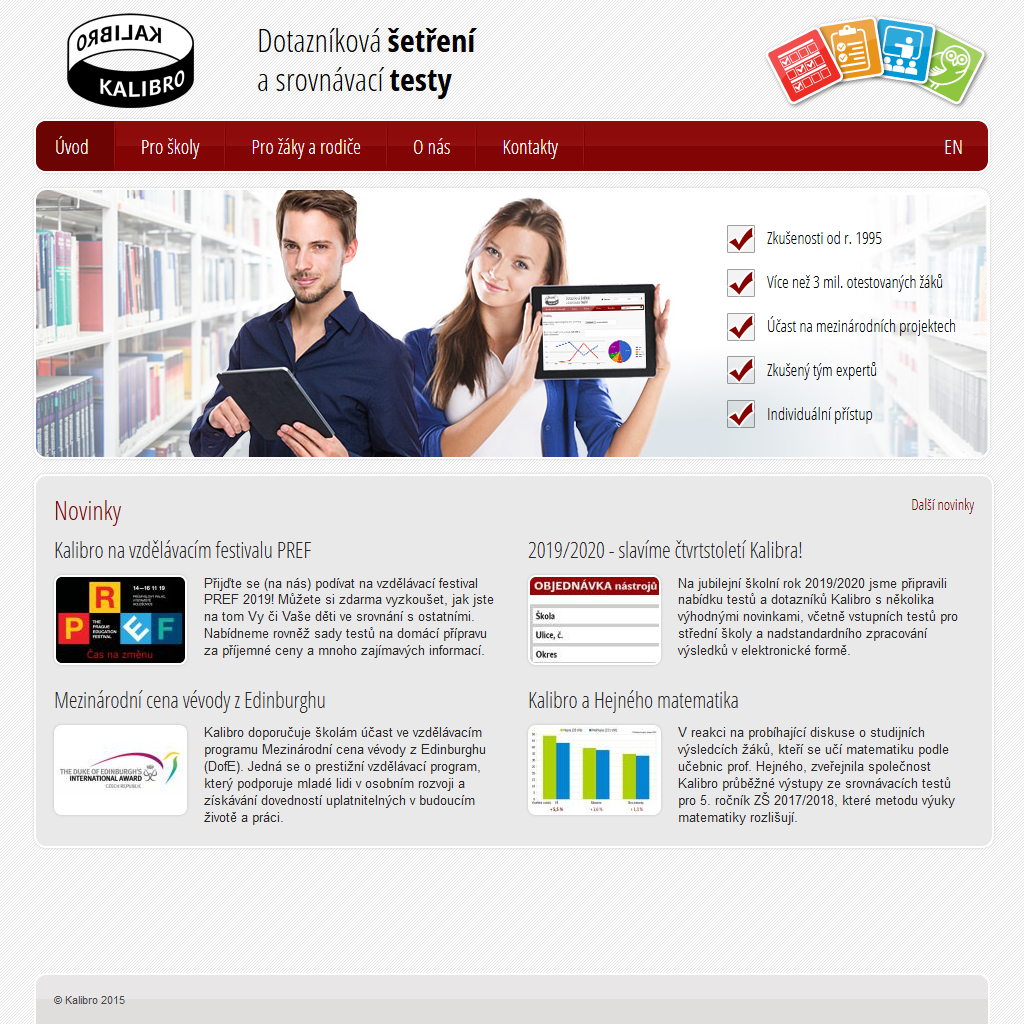 KALIBRO
KALIBRO
Dotazníková šetření
a srovnávací testy
Úvod
Pro školy
Pro žáky a rodiče
O nás
Kontakty
EN
Zkušenosti od r. 1995
Více než 3 mil. otestovaných žáků
Účast na mezinárodních projektech
Zkušený tým expertů
Individuální přístup
Novinky
Další novinky
Kalibro na vzdělávacím festivalu PREF
14–16 11 19
THE PRAGUE
EDUCATION
FESTIVAL
R
P E F
Čas na změnu
Přijďte se (na nás) podívat na vzdělávací festival
PREF 2019! Můžete si zdarma vyzkoušet, jak jste
na tom Vy či Vaše děti ve srovnání s ostatními.
Nabídneme rovněž sady testů na domácí přípravu
za příjemné ceny a mnoho zajímavých informací.
2019/2020 - slavíme čtvrtstoletí Kalibra!
OBJEDNÁVKA nástrojů
Škola
Ulice, č.
Okres
Na jubilejní školní rok 2019/2020 jsme připravili
nabídku testů a dotazníků Kalibro s několika
výhodnými novinkami, včetně vstupních testů pro
střední školy a nadstandardního zpracování
výsledků v elektronické formě.
Mezinárodní cena vévody z Edinburghu
THE DUKE OF EDINBURGH'S
INTERNATIONAL AWARD
CZECH REPUBLIC
Kalibro doporučuje školám účast ve vzdělávacím
programu Mezinárodní cena vévody z Edinburghu
(DofE). Jedná se o prestižní vzdělávací program,
který podporuje mladé lidi v osobním rozvoji a
získávání dovedností uplatnitelných v budoucím
životě a práci.
Kalibro a Hejného matematika
V reakci na probíhající diskuse o studijních
výsledcích žáků, kteří se učí matematiku podle
učebnic prof. Hejného, zveřejnila společnost
Kalibro průběžné výstupy ze srovnávacích testů
pro 5. ročník ZŠ 2017/2018, které metodu výuky
matematiky rozlišují.
© Kalibro 2015